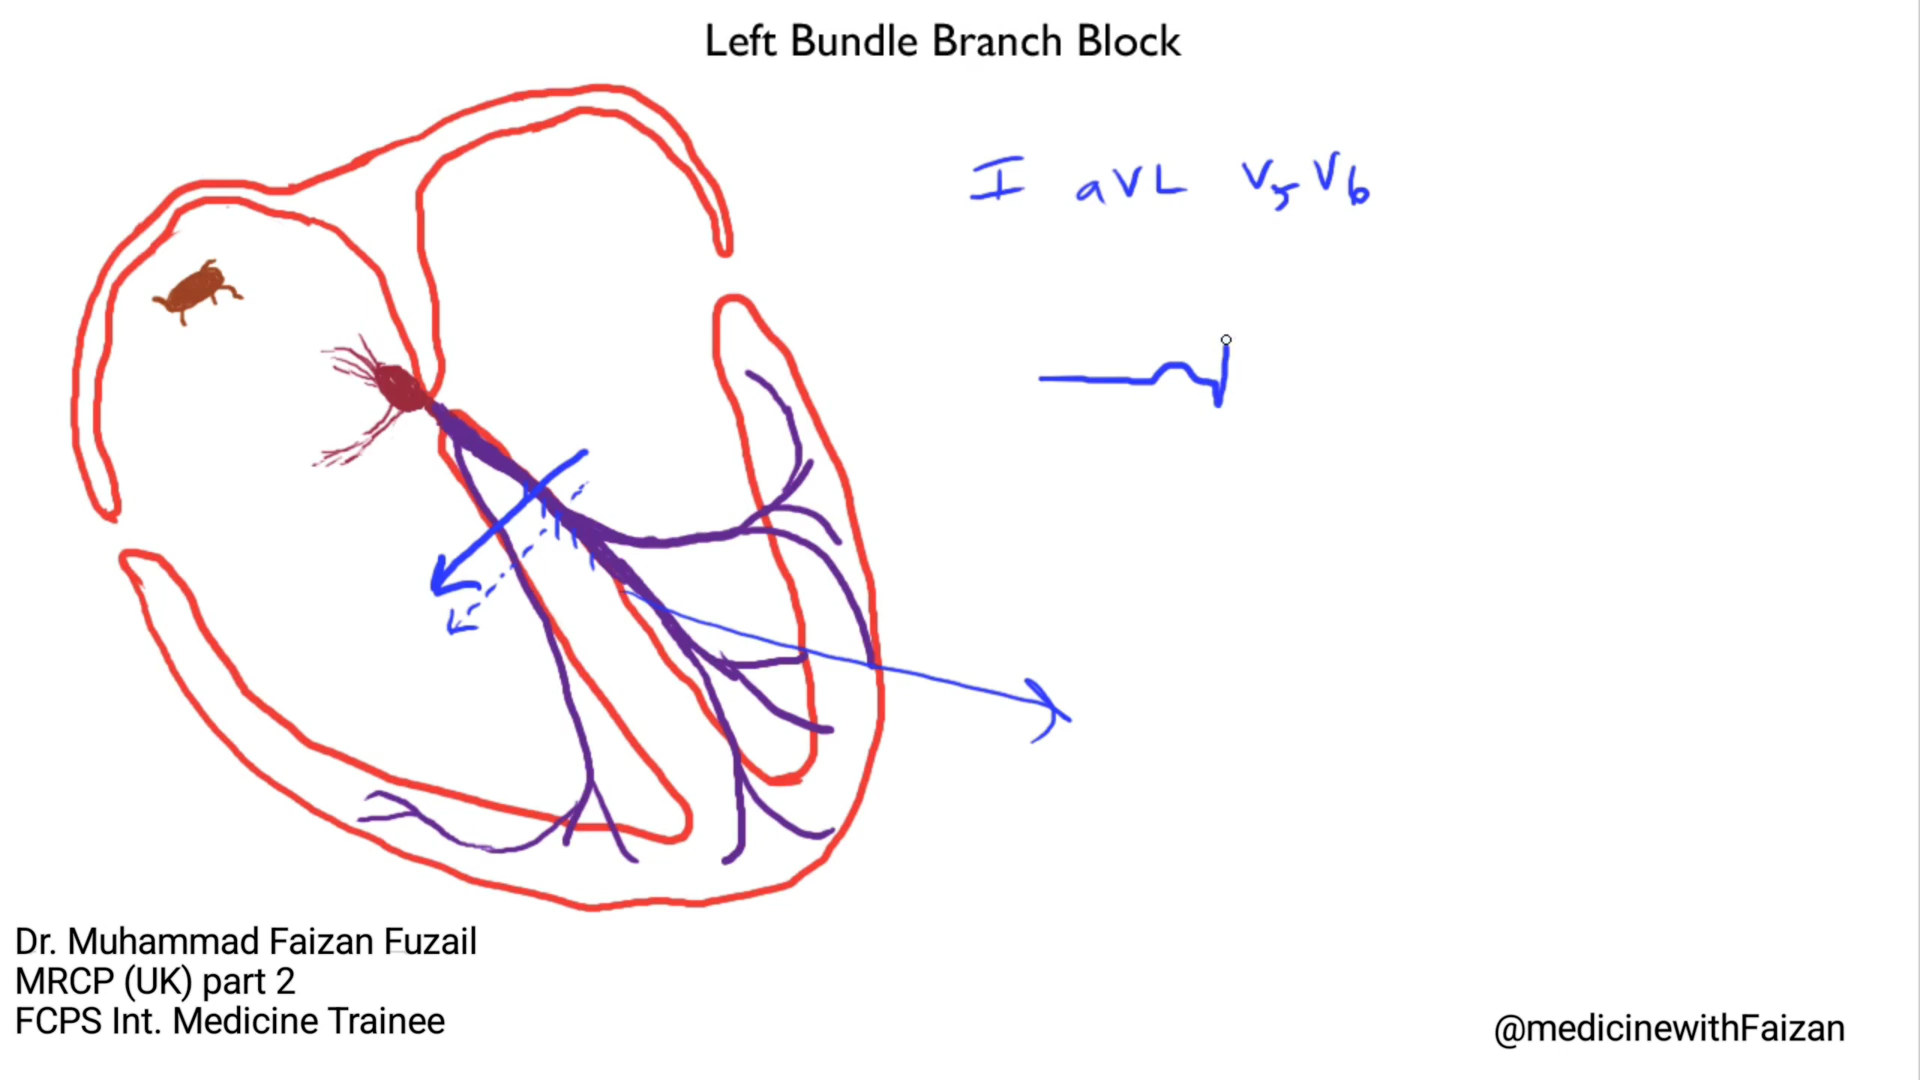 Left Bundle Branch Block
I aVL V5 V6
Dr. Muhammad Faizan Fuzail
MRCP (UK) part 2
FCPS Int. Medicine Trainee
@medicinewithFaizan